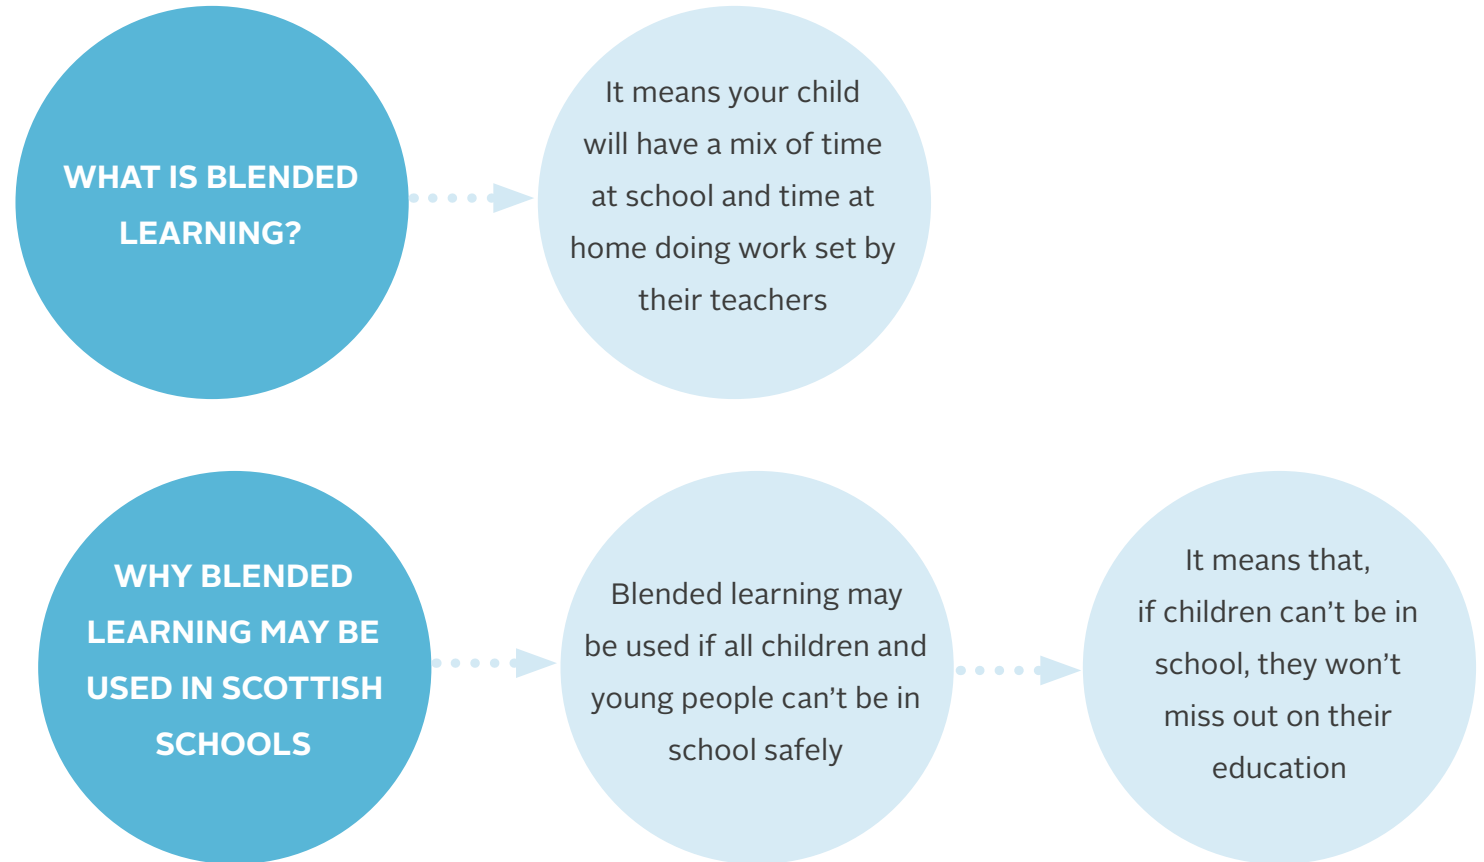 WHAT IS BLENDED
LEARNING?
It means your child
will have a mix of time
at school and time at
home doing work set by
their teachers
WHY BLENDED
LEARNING MAY BE
USED IN SCOTTISH
SCHOOLS
Blended learning may
be used if all children and
young people can’t be in
school safely
It means that,
if children can’t be in
school, they won’t
miss out on their
education